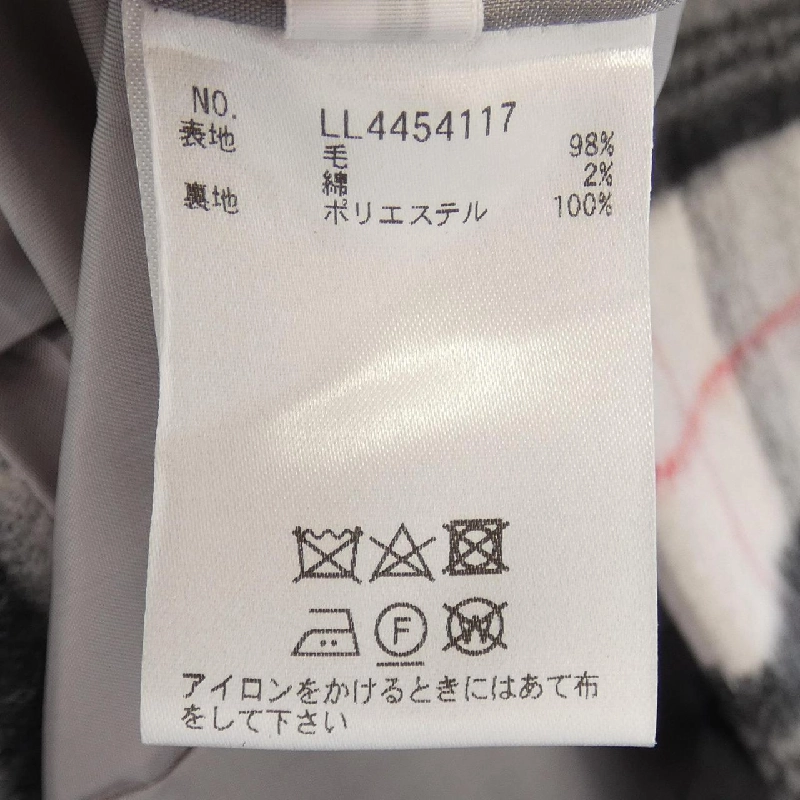 NO. LL4454117
表地 毛 98%
綿 2%
裏地 ポリエステル 100%
F W
アイロンをかけるときにはあて布
をして下さい